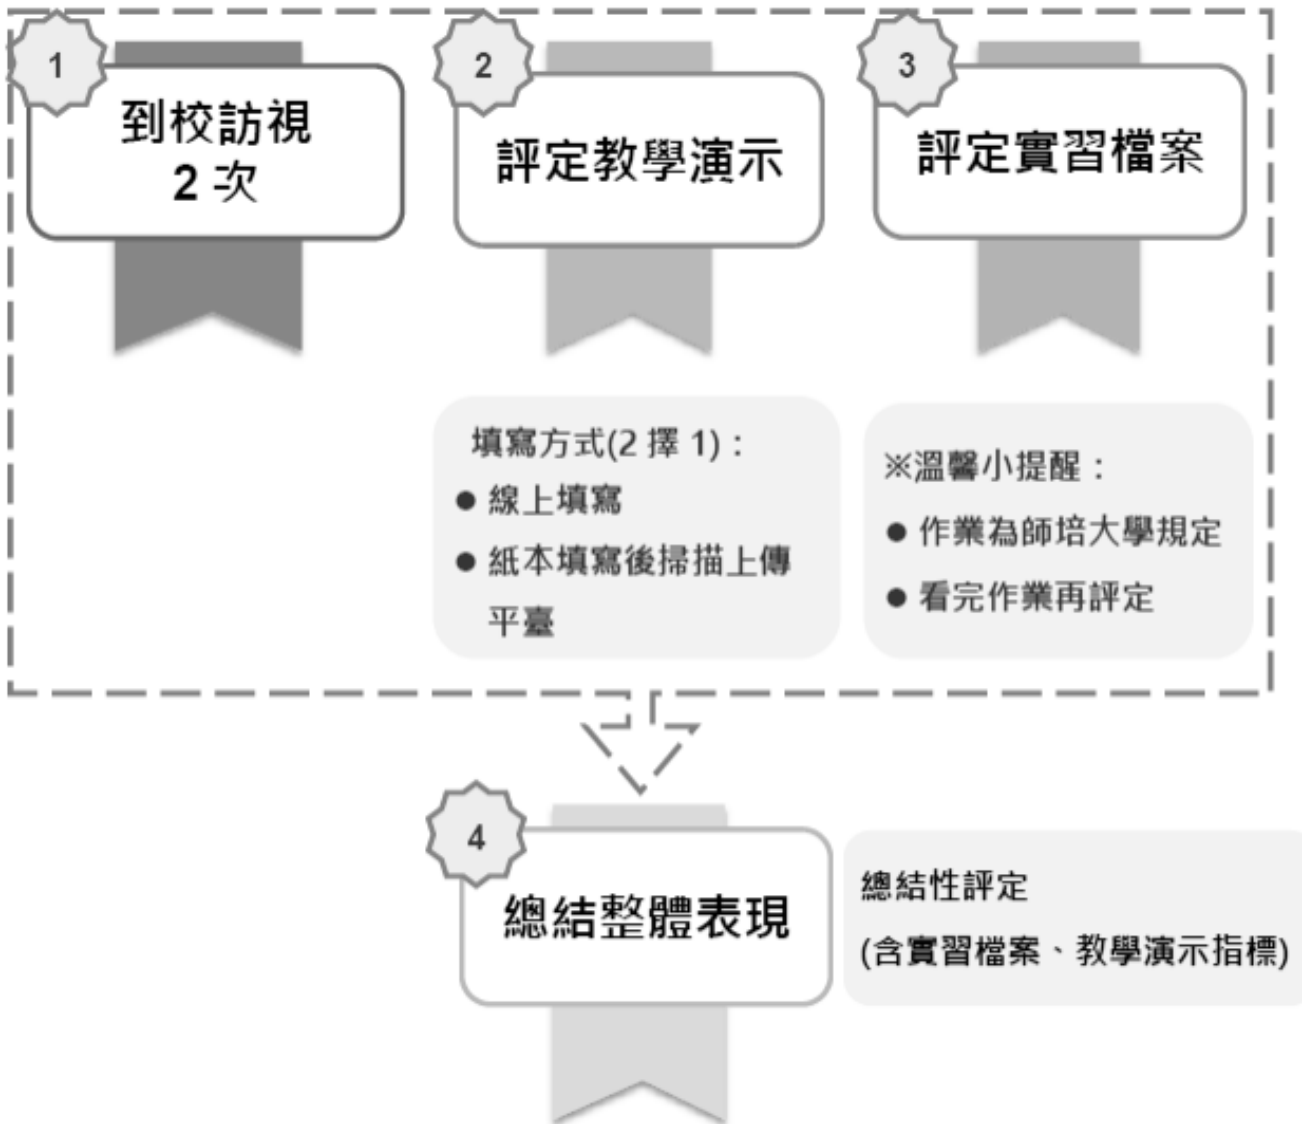 1
到校訪視
2 次
2
評定教學演示
3
評定實習檔案
填寫方式(2 擇 1)：
● 線上填寫
● 紙本填寫後掃描上傳
平臺
※溫馨小提醒：
● 作業為師培大學規定
● 看完作業再評定
4
總結整體表現
總結性評定
(含實習檔案、教學演示指標)